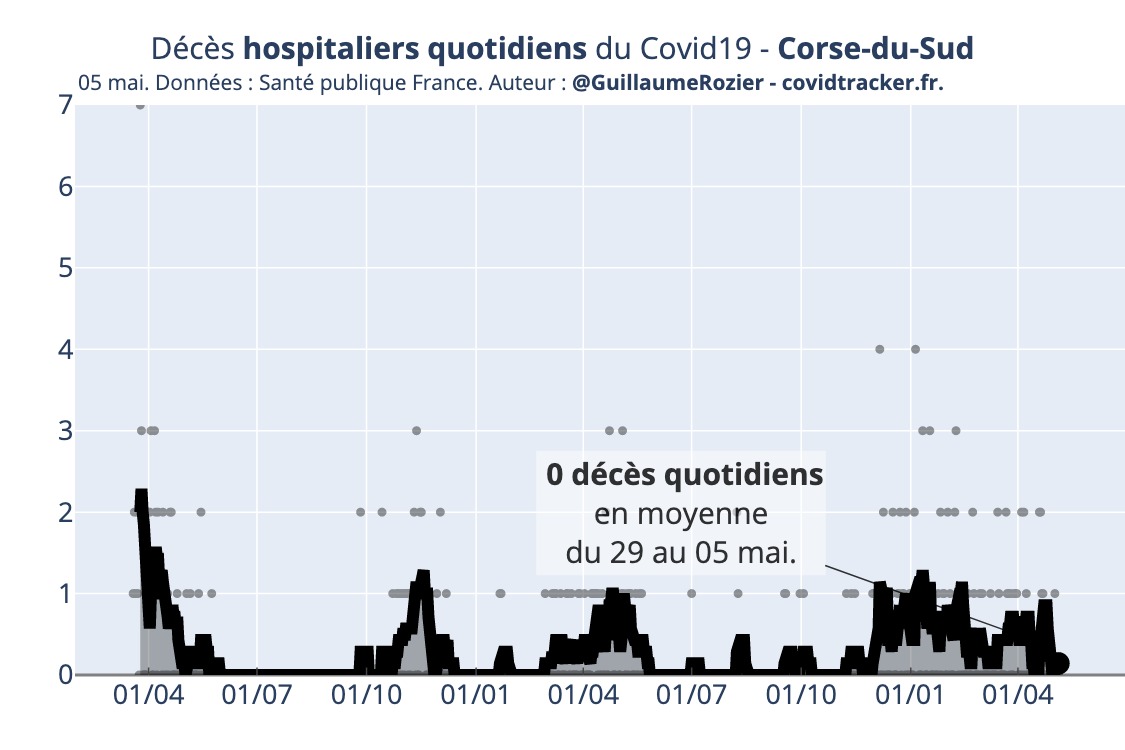 Décès hospitaliers quotidiens du Covid19 - Corse-du-Sud
05 mai. Données : Santé publique France. Auteur : @GuillaumeRozier - covidtracker.fr.
7
6
5
4
3
2
1
0
0 décès quotidiens
en moyenne
du 29 au 05 mai.
01/04 01/07 01/10 01/01 01/04 01/07 01/10 01/01 01/04